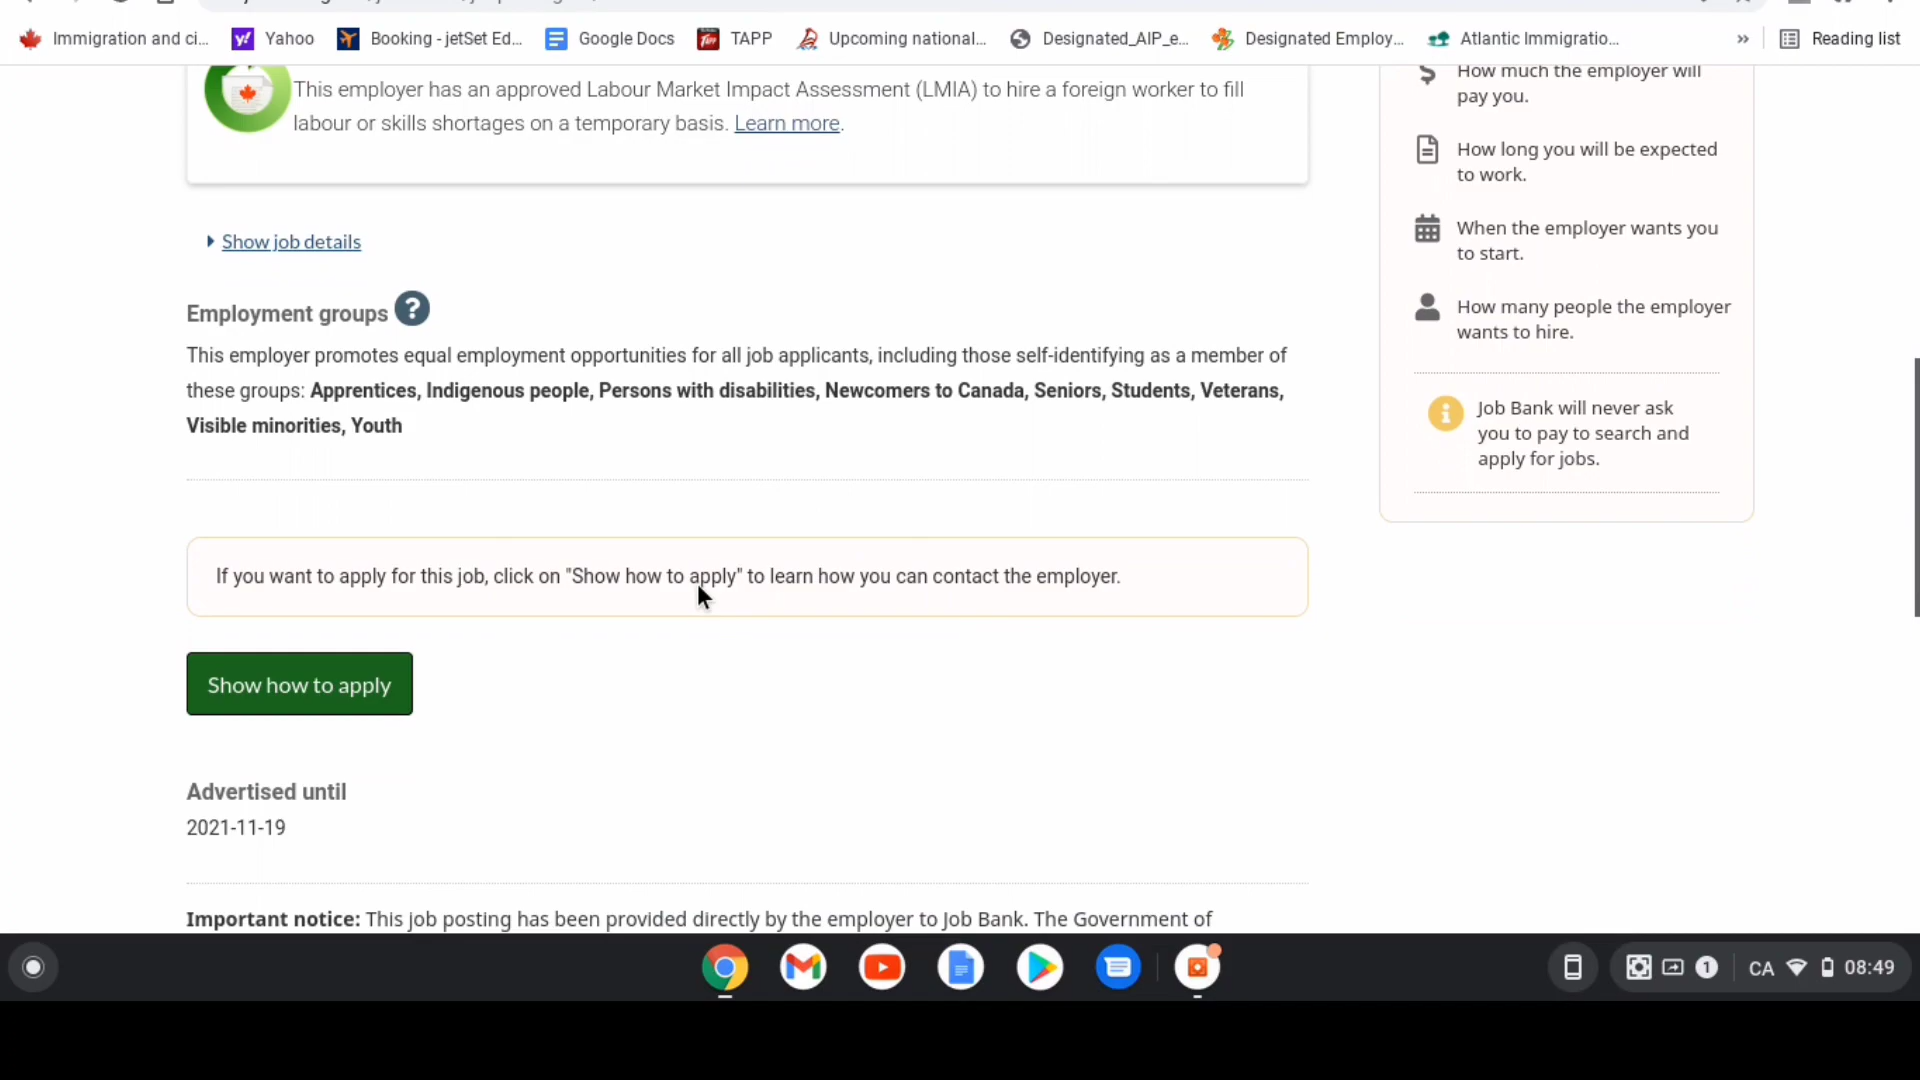 Immigration and ci...
Yahoo
Booking - jetSet Ed...
Google Docs
TAPP
Upcoming national...
Designated_AIP_e...
Designated Employ...
Atlantic Immigratio...
»
Reading list
This employer has an approved Labour Market Impact Assessment (LMIA) to hire a foreign worker to fill
labour or skills shortages on a temporary basis. Learn more.
Show job details
Employment groups ?
This employer promotes equal employment opportunities for all job applicants, including those self-identifying as a member of
these groups: Apprentices, Indigenous people, Persons with disabilities, Newcomers to Canada, Seniors, Students, Veterans,
Visible minorities, Youth
If you want to apply for this job, click on "Show how to apply" to learn how you can contact the employer.
Show how to apply
Advertised until
2021-11-19
Important notice: This job posting has been provided directly by the employer to Job Bank. The Government of
How much the employer will
pay you.
How long you will be expected
to work.
When the employer wants you
to start.
How many people the employer
wants to hire.
Job Bank will never ask
you to pay to search and
apply for jobs.
1
CA
08:49